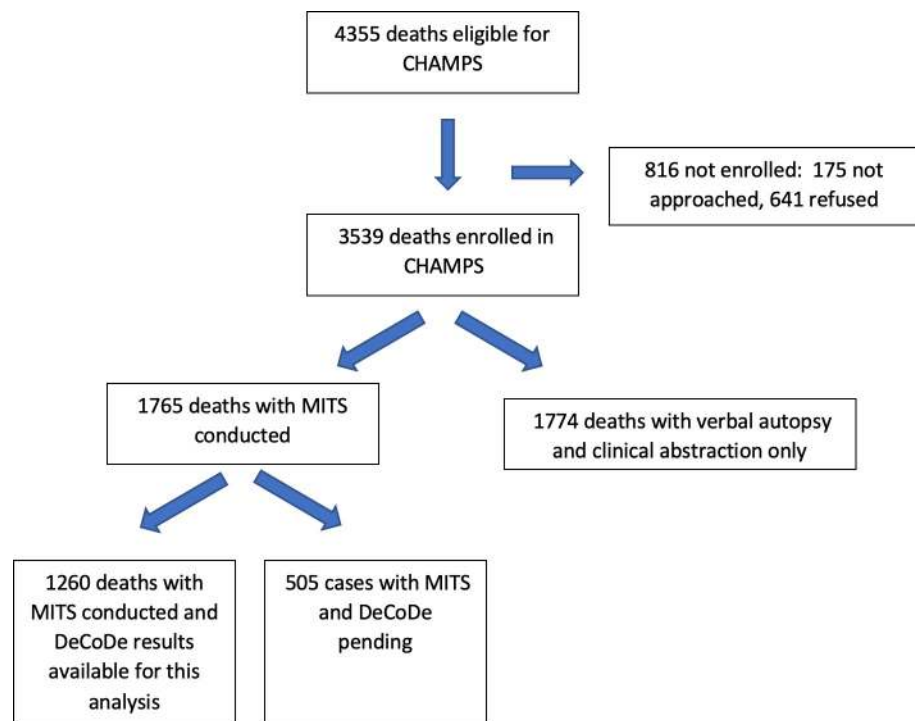 4355 deaths eligible for
CHAMPS
816 not enrolled: 175 not
approached, 641 refused
3539 deaths enrolled in
CHAMPS
1765 deaths with MITS
conducted
1774 deaths with verbal autopsy
and clinical abstraction only
1260 deaths with
MITS conducted and
DeCoDe results
available for this
analysis
505 cases with MITS
and DeCoDe
pending